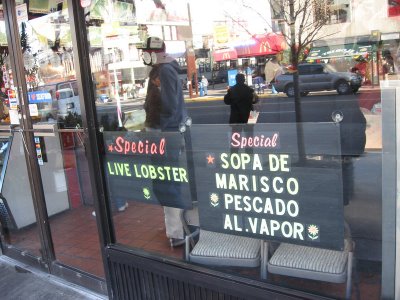 Special
LIVE LOBSTER
Special
SOPA DE
MARISCO
PESCADO
AL.VAPOR